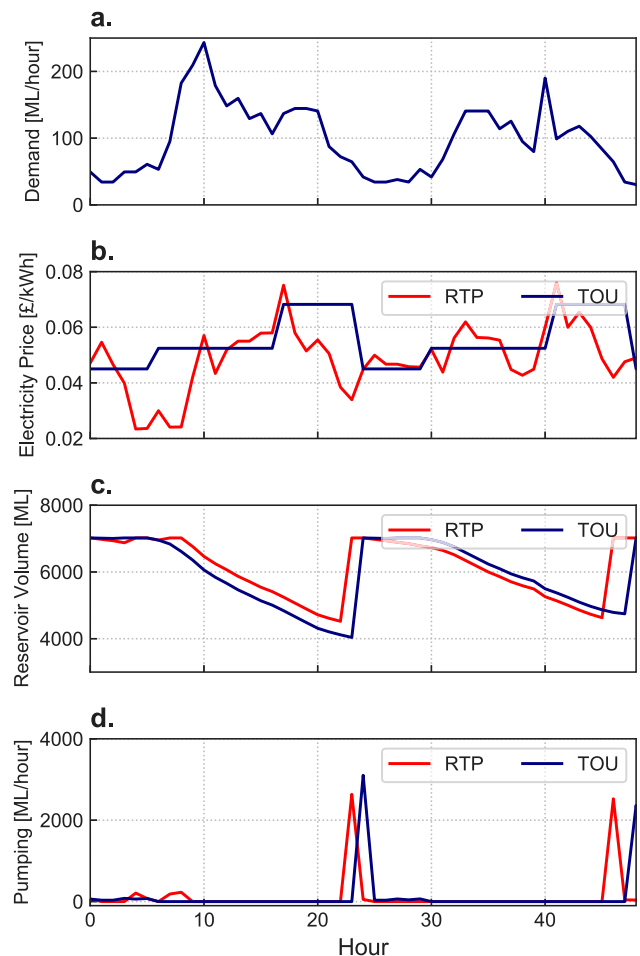 a.
Demand [ML/hour]
200
100
0
b.
Electricity Price [£/kWh]
0.08
0.06
0.04
0.02
RTP TOU
c.
Reservoir Volume [ML]
8000
6000
4000
RTP TOU
d.
Pumping [ML/hour]
4000
2000
0
RTP TOU
0 10 20 30 40
Hour